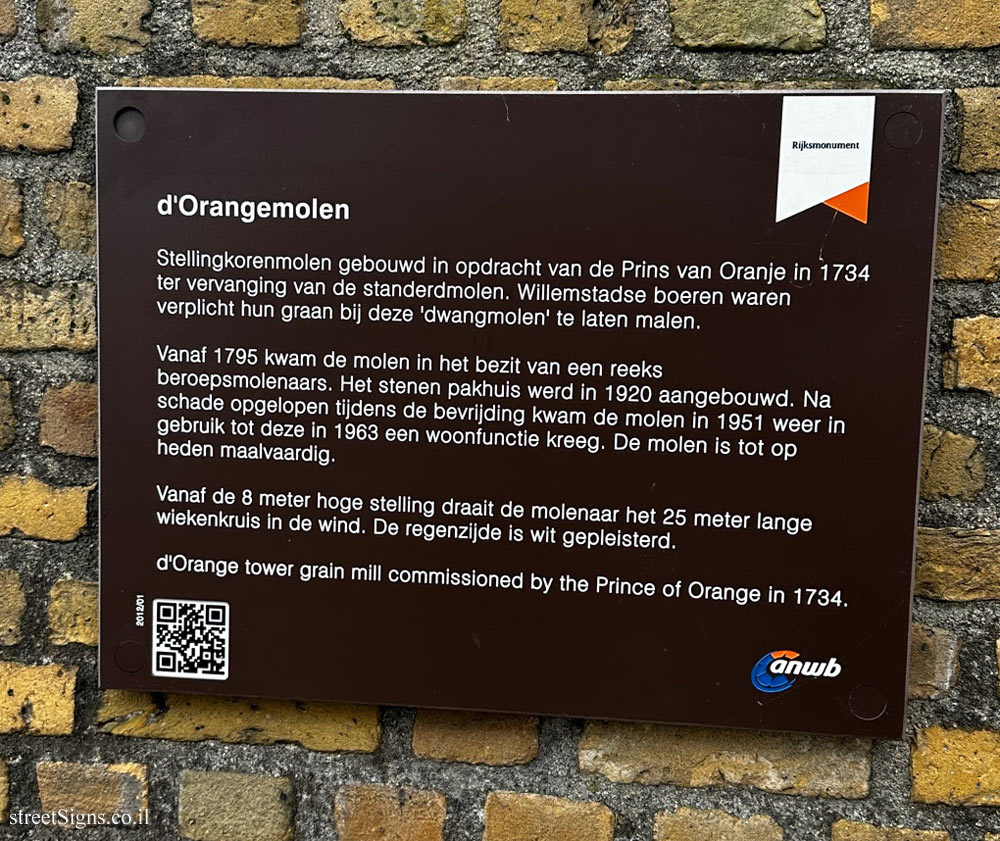 Rijksmonument
d'Orangemolen
Stellingkorenmolen gebouwd in opdracht van de Prins van Oranje in 1734
ter vervanging van de standerdmolen. Willemstadse boeren waren
verplicht hun graan bij deze 'dwangmolen' te laten malen.
Vanaf 1795 kwam de molen in het bezit van een reeks
beroepsmolenaars. Het stenen pakhuis werd in 1920 aangebouwd. Na
schade opgelopen tijdens de bevrijding kwam de molen in 1951 weer in
gebruik tot deze in 1963 een woonfunctie kreeg. De molen is tot op
heden maalvaardig.
Vanaf de 8 meter hoge stelling draait de molenaar het 25 meter lange
wiekenkruis in de wind. De regenzijde is wit gepleisterd.
d'Orange tower grain mill commissioned by the Prince of Orange in 1734.
2012/01
anwb
streetSigns.co.il